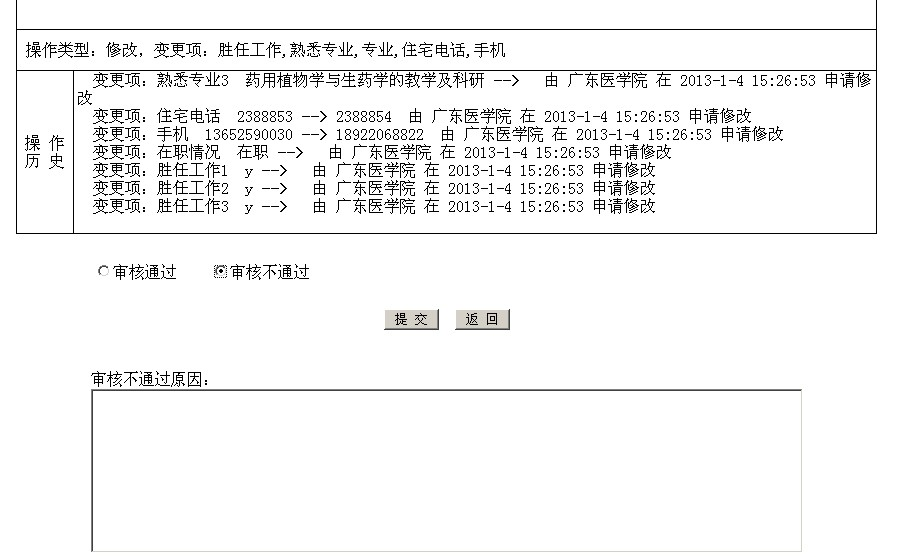 操作类型：修改，变更项：胜任工作,熟悉专业,专业,住宅电话,手机
变更项：熟悉专业3 药用植物学与生药学的教学及科研 --> 由 广东医学院 在 2013-1-4 15:26:53 申请修
改
变更项：住宅电话 2388853 --> 2388854 由 广东医学院 在 2013-1-4 15:26:53 申请修改
变更项：手机 13652590030 --> 18922068822 由 广东医学院 在 2013-1-4 15:26:53 申请修改
变更项：在职情况 在职 --> 由 广东医学院 在 2013-1-4 15:26:53 申请修改
变更项：胜任工作1 y --> 由 广东医学院 在 2013-1-4 15:26:53 申请修改
变更项：胜任工作2 y --> 由 广东医学院 在 2013-1-4 15:26:53 申请修改
变更项：胜任工作3 y --> 由 广东医学院 在 2013-1-4 15:26:53 申请修改
操 作
历 史
审核通过 审核不通过
提 交 返 回
审核不通过原因：